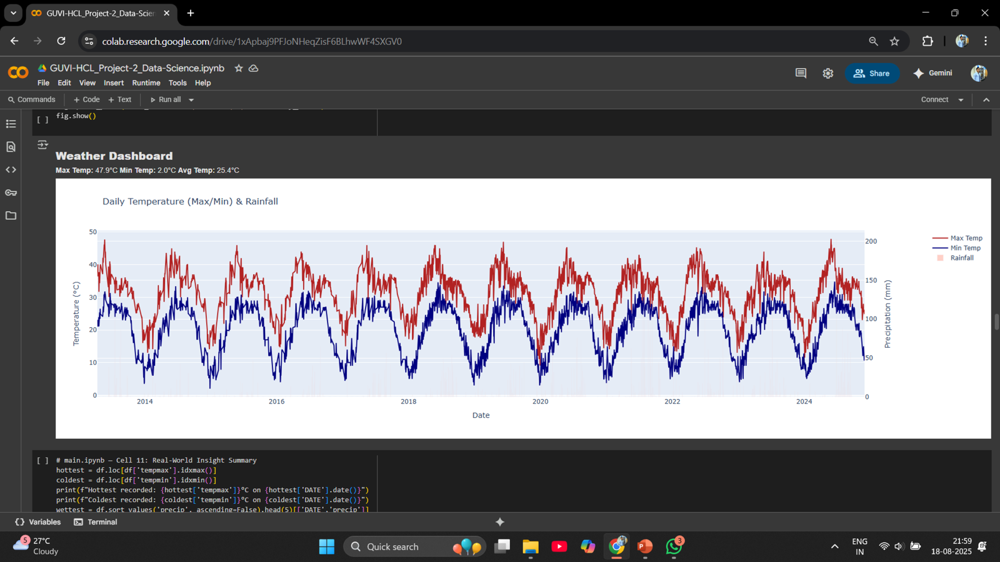 GUVI-HCL_Project-2_Data-Scien
colab.research.google.com/drive/1xApbaj9PFJoNHeqZisF6BLhwWF4SXGV0
GUVI-HCL_Project-2_Data-Science.ipynb
File Edit View Insert Runtime Tools Help
Share
Gemini
Commands + Code + Text Run all
Connect
[ ] fig.show()
Weather Dashboard
Max Temp: 47.9°C Min Temp: 2.0°C Avg Temp: 25.4°C
Daily Temperature (Max/Min) & Rainfall
50
40
30
20
10
0
Temperature (°C)
200
150
100
50
0
Precipitation (mm)
Max Temp
Min Temp
Rainfall
2014 2016 2018 2020 2022 2024
Date
[ ] # main.ipynb — Cell 11: Real-World Insight Summary
hottest = df.loc[df['tempmax'].idxmax()]
coldest = df.loc[df['tempmin'].idxmin()]
print(f"Hottest recorded: {hottest['tempmax']}°C on {hottest['DATE'].date()}")
print(f"Coldest recorded: {coldest['tempmin']}°C on {coldest['DATE'].date()}")
wettest = df.sort_values('precip', ascending=False).head(5)[['DATE','precip']]
Variables Terminal
5
27°C
Cloudy
Quick search
3
ENG
IN
21:59
18-08-2025